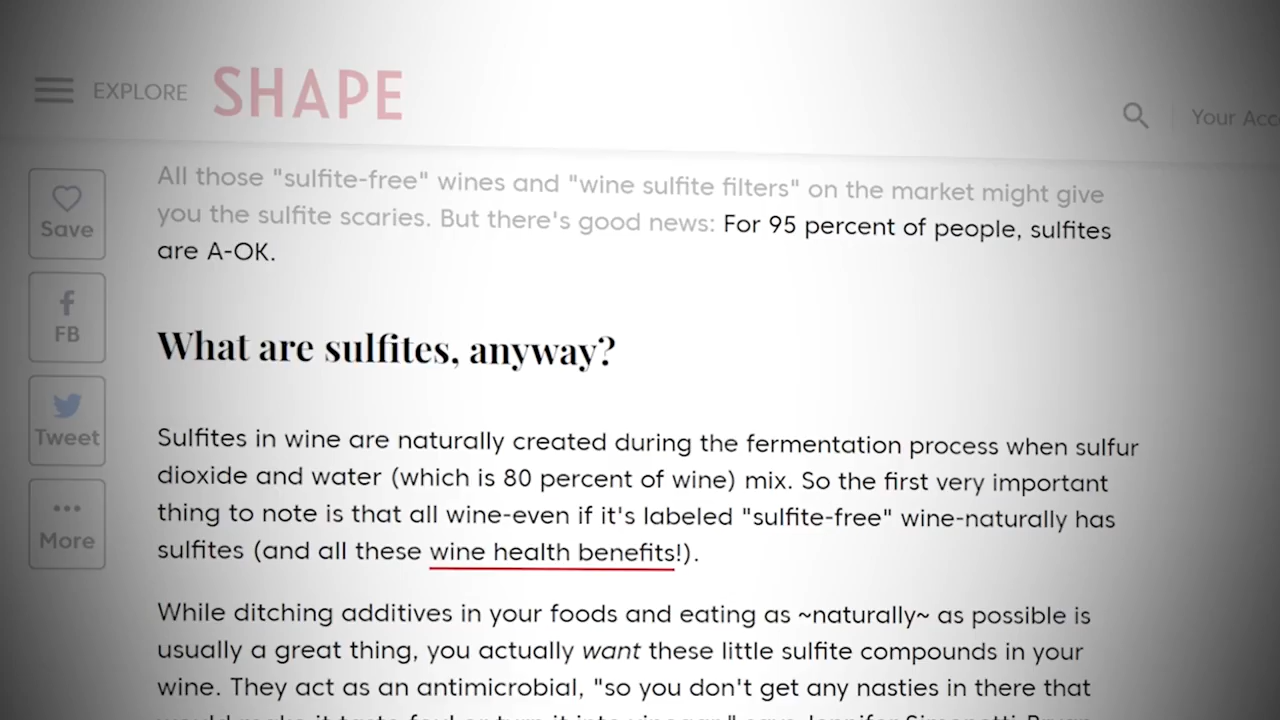 EXPLORE SHAPE
Your Acc
All those "sulfite-free" wines and "wine sulfite filters" on the market might give
you the sulfite scaries. But there's good news: For 95 percent of people, sulfites
are A-OK.
Save
FB
Tweet
More
What are sulfites, anyway?
Sulfites in wine are naturally created during the fermentation process when sulfur
dioxide and water (which is 80 percent of wine) mix. So the first very important
thing to note is that all wine-even if it's labeled "sulfite-free" wine-naturally has
sulfites (and all these wine health benefits!).
While ditching additives in your foods and eating as ~naturally~ as possible is
usually a great thing, you actually want these little sulfite compounds in your
wine. They act as an antimicrobial, "so you don't get any nasties in there that